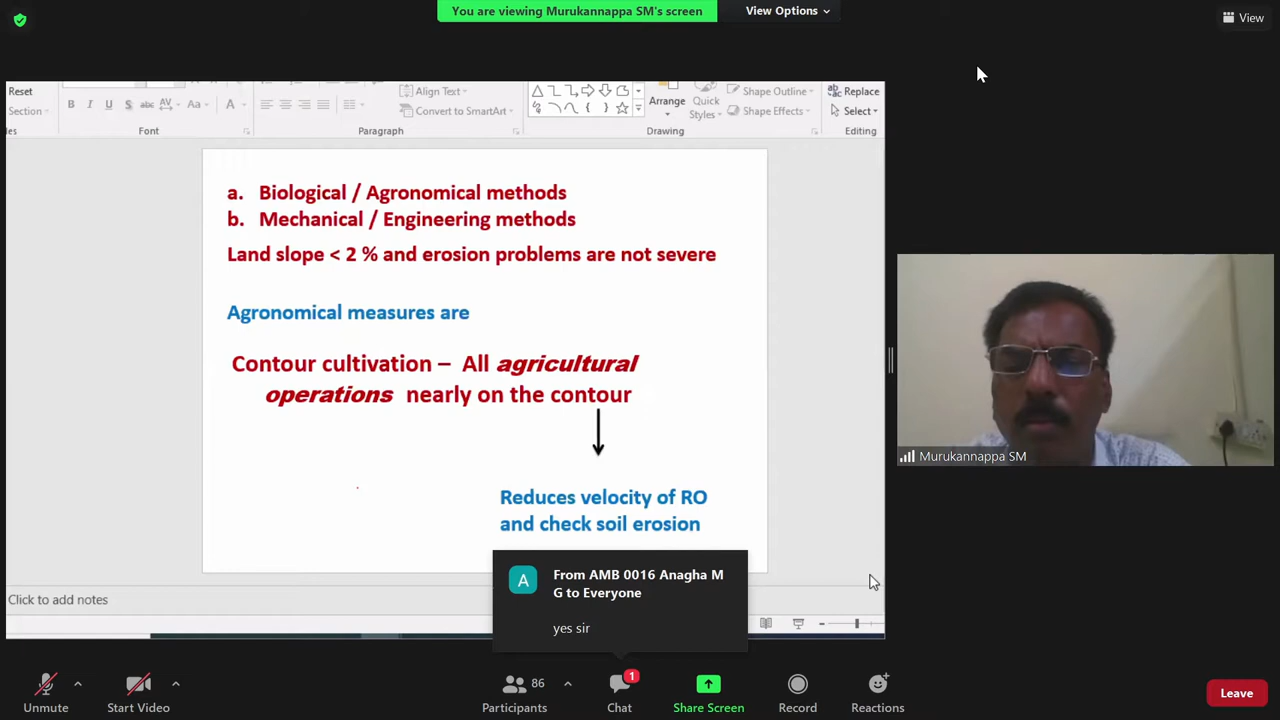 You are viewing Murukannappa SM's screen
View Options
View
Reset
Section
B I U S abc AV Aa A
Align Text
Convert to SmartArt
Arrange
Quick
Styles
Shape Outline
Shape Effects
Replace
Select
les
Font
Paragraph
Drawing
Editing
a. Biological / Agronomical methods
b. Mechanical / Engineering methods
Land slope < 2 % and erosion problems are not severe
Agronomical measures are
Contour cultivation – All agricultural
operations nearly on the contour
Reduces velocity of RO
and check soil erosion
Murukannappa SM
A
From AMB 0016 Anagha M
G to Everyone
yes sir
Click to add notes
Unmute
Start Video
86
Participants
1
Chat
Share Screen
Record
Reactions
Leave